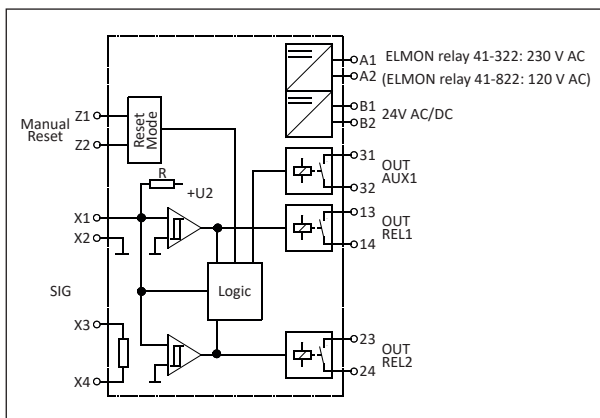 A1 ELMON relay 41-322: 230 V AC
A2 (ELMON relay 41-822: 120 V AC)
B1
B2
24V AC/DC
Manual
Reset
Z1
Z2
Reset
Mode
31
32
OUT
AUX1
R
+U2
13
14
OUT
REL1
X1
X2
SIG
Logic
X3
X4
23
24
OUT
REL2